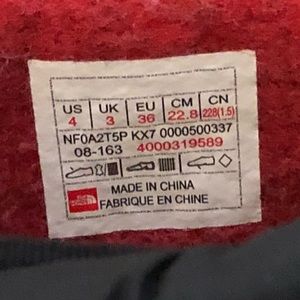 US UK EU CM CN
4 3 36 22.8 228(1.5)
NF0A2T5P KX7 0000500337
08-163 4000319589
MADE IN CHINA
FABRIQUE EN CHINE